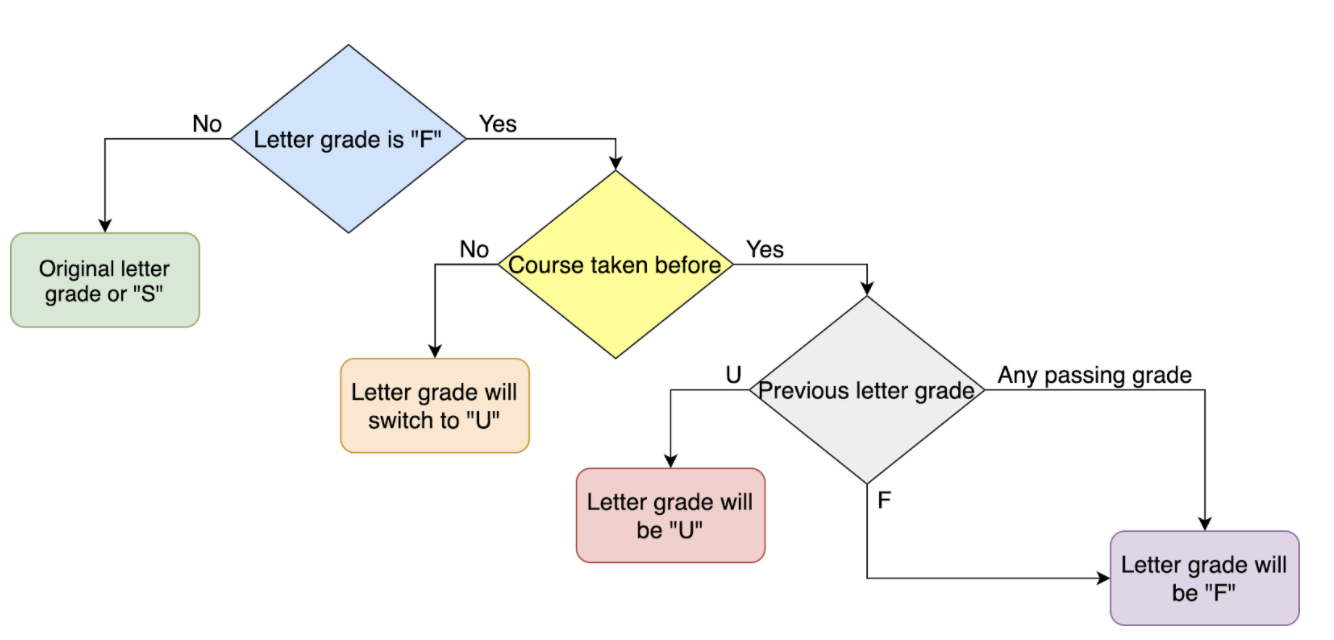 No
Letter grade is "F"
Yes
Original letter
grade or "S"
No
Course taken before
Yes
Letter grade will
switch to "U"
U
Previous letter grade
Any passing grade
Letter grade will
be "U"
F
Letter grade will
be "F"